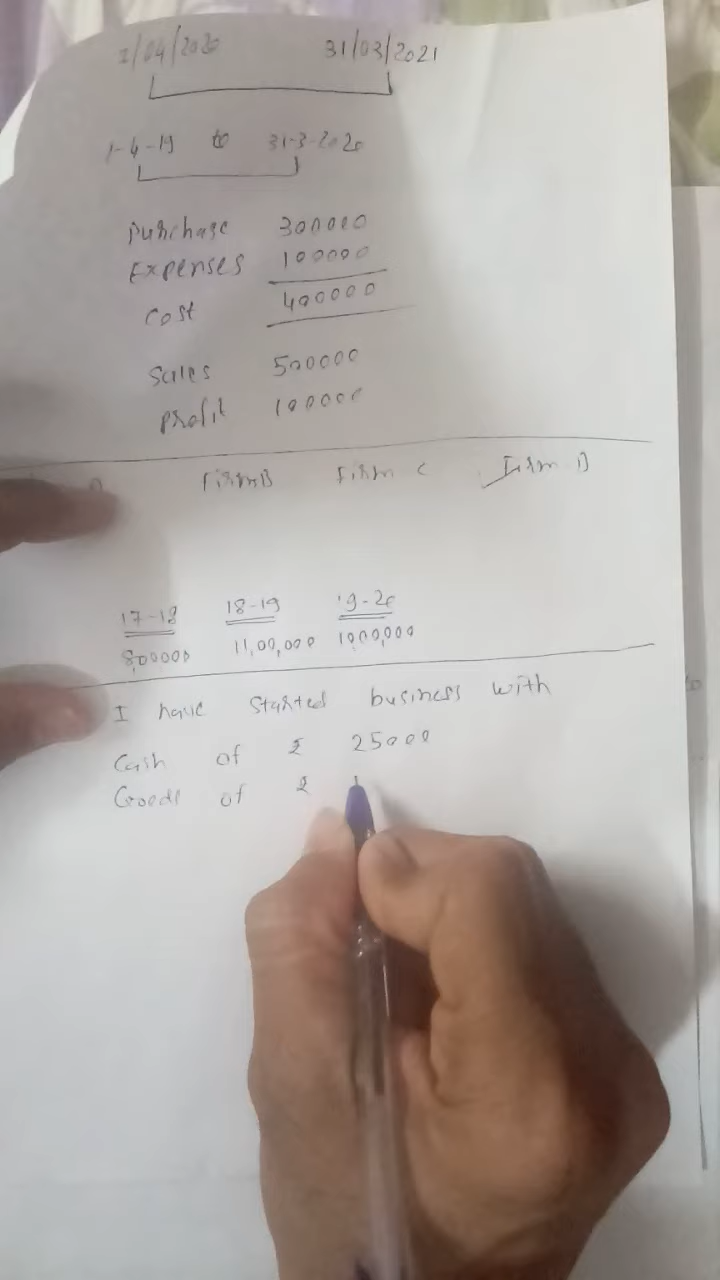 1/04/2020 31/03/2021
1-4-19 to 31-3-2020
Purchase 300000
Expenses 100000
Cost 400000
Sales 500000
Profit 100000
Firm B Firm C Firm D
17-18 18-19 19-20
8,00000 11,00,000 1000,000
I have started business with
Cash of ₹ 25000
Goods of ₹